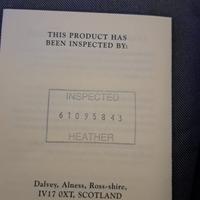 THIS PRODUCT HAS
BEEN INSPECTED BY:
INSPECTED
61095843
HEATHER
Dalvey, Alness, Ross-shire,
IV17 0XT, SCOTLAND